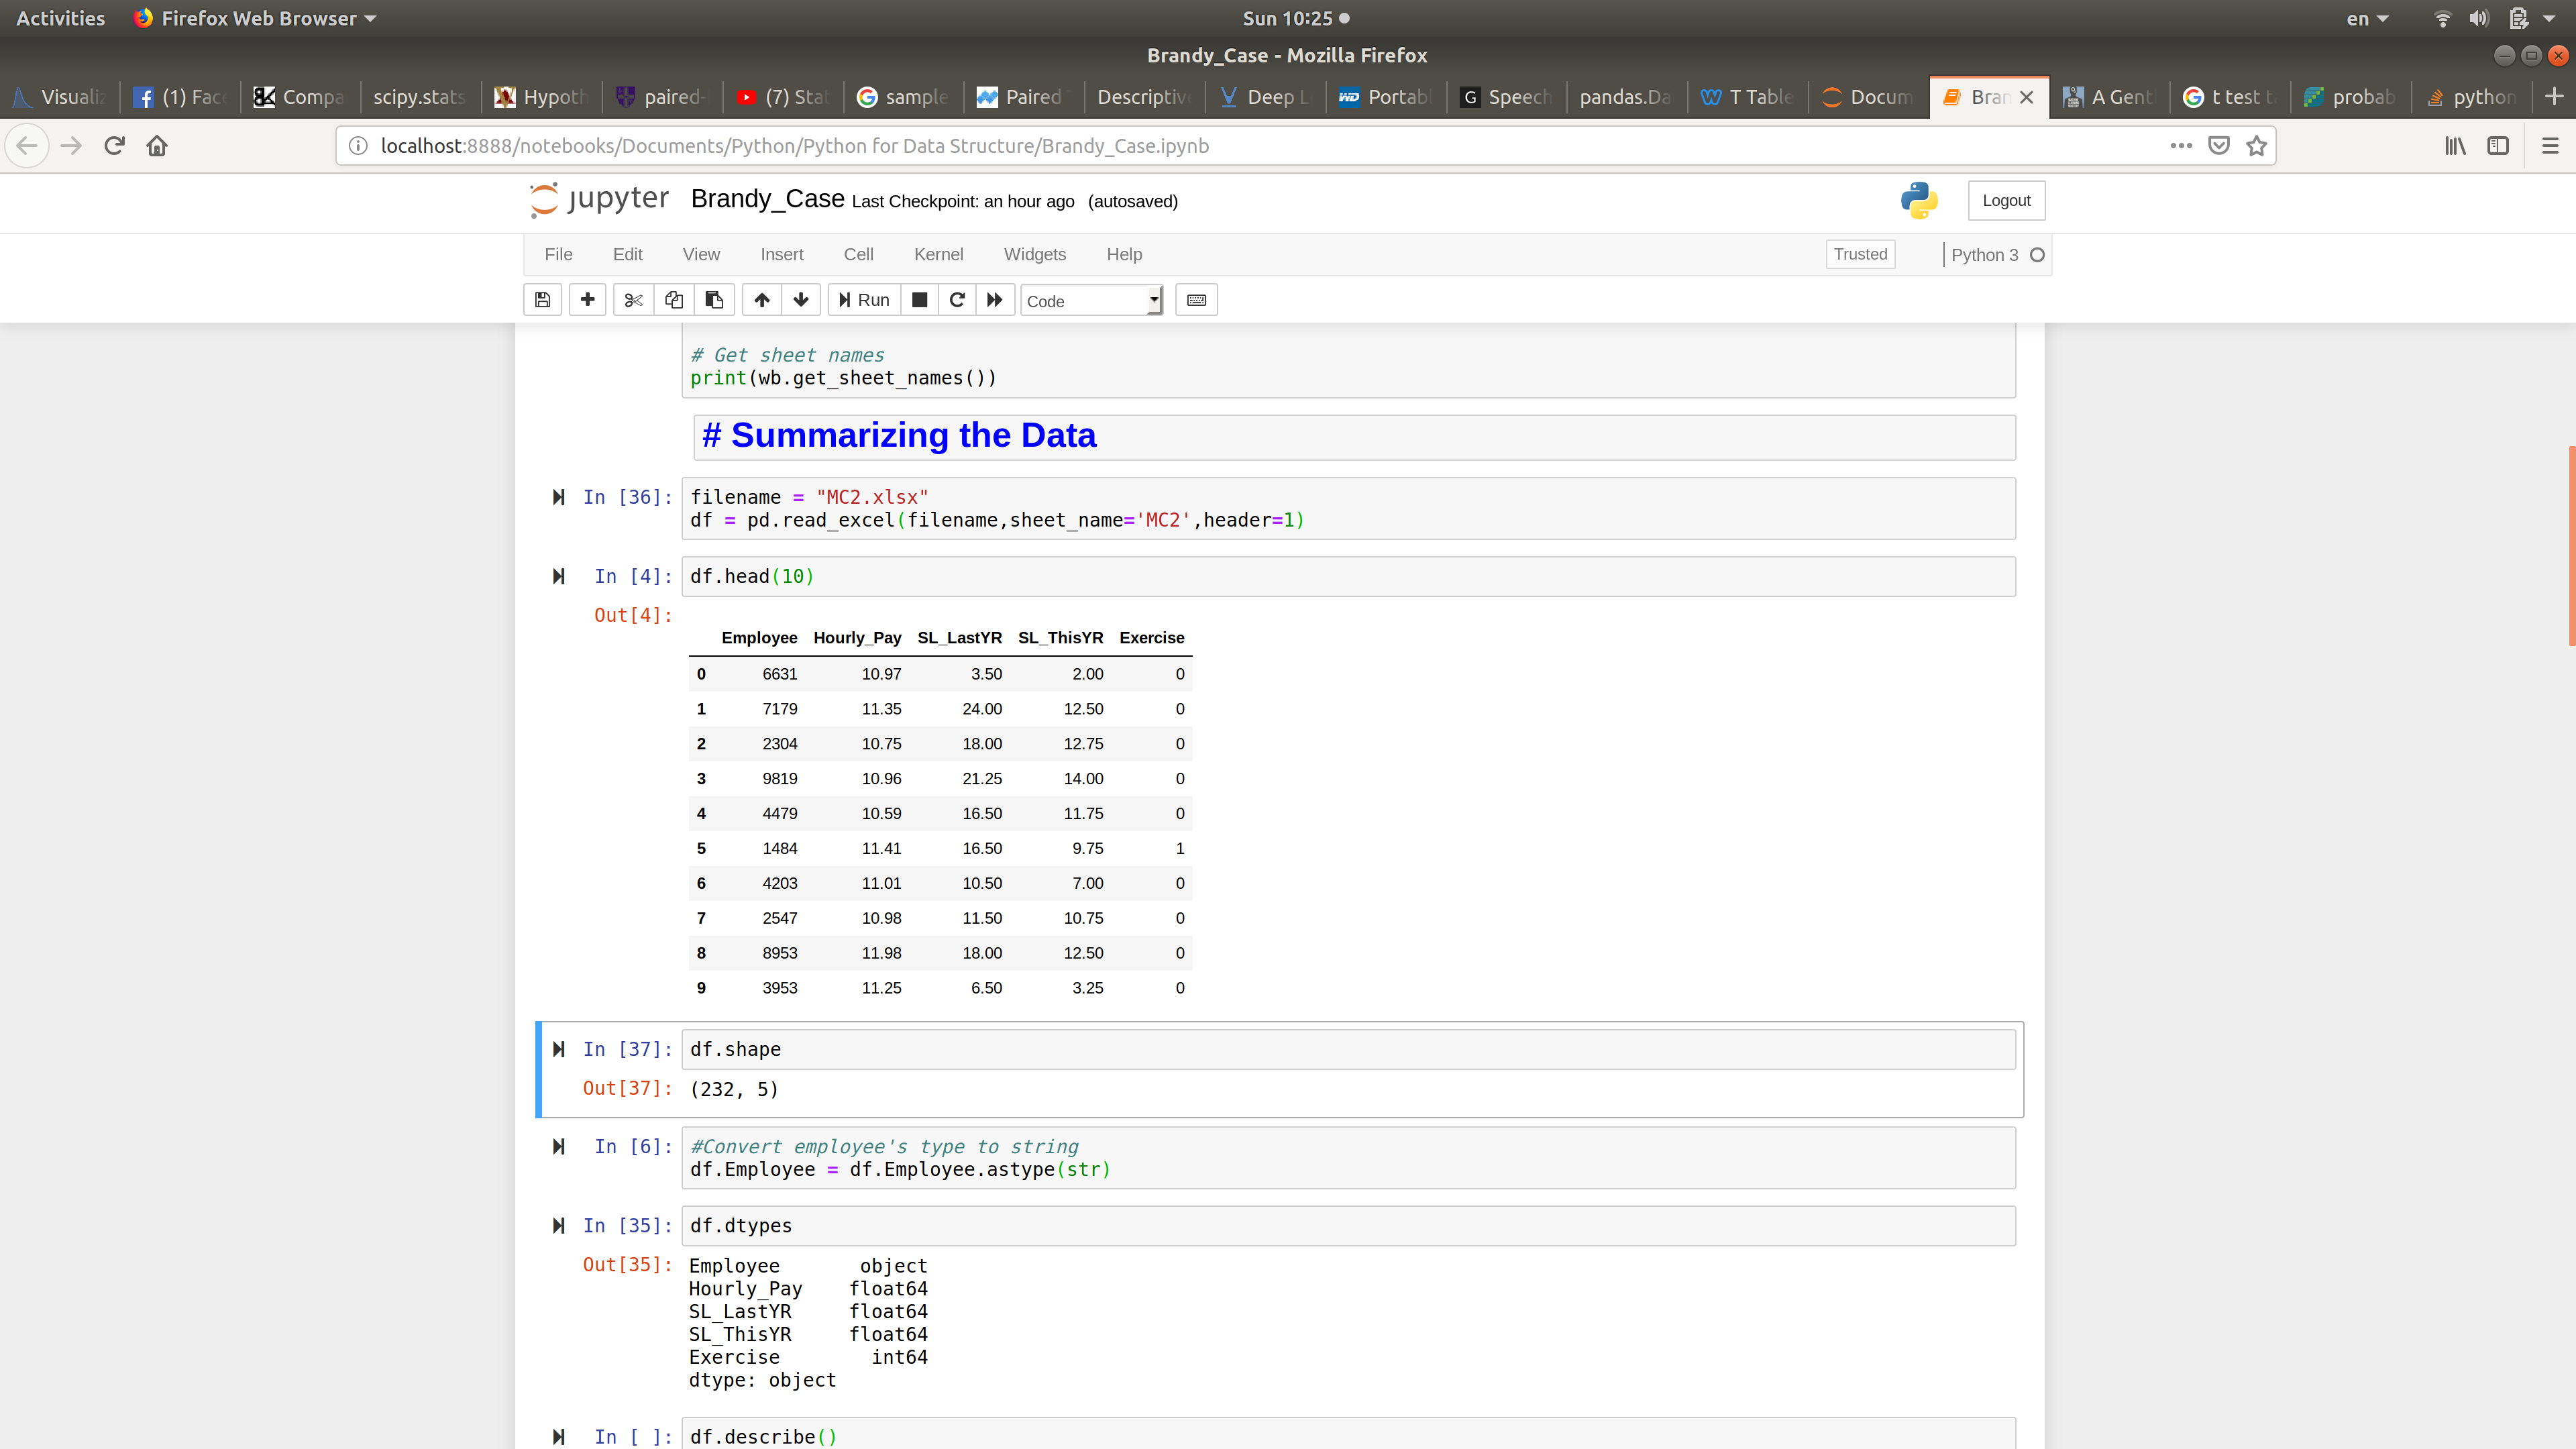 Activities Firefox Web Browser Sun 10:25 en
Brandy_Case - Mozilla Firefox
Visualiz (1) Fac Compa scipy.stats Hypoth paired- (7) Stat sample Paired Descriptive Deep L Portab Speech pandas.Da T Table Docum Bran A Gent t test t probab python
localhost:8888/notebooks/Documents/Python/Python for Data Structure/Brandy_Case.ipynb
jupyter Brandy_Case Last Checkpoint: an hour ago (autosaved) Logout
File Edit View Insert Cell Kernel Widgets Help Trusted Python 3
Run Code
# Get sheet names
print(wb.get_sheet_names())
# Summarizing the Data
In [36]: filename = "MC2.xlsx"
df = pd.read_excel(filename,sheet_name='MC2',header=1)
In [4]: df.head(10)
Out[4]:
Employee Hourly_Pay SL_LastYR SL_ThisYR Exercise
0 6631 10.97 3.50 2.00 0
1 7179 11.35 24.00 12.50 0
2 2304 10.75 18.00 12.75 0
3 9819 10.96 21.25 14.00 0
4 4479 10.59 16.50 11.75 0
5 1484 11.41 16.50 9.75 1
6 4203 11.01 10.50 7.00 0
7 2547 10.98 11.50 10.75 0
8 8953 11.98 18.00 12.50 0
9 3953 11.25 6.50 3.25 0
In [37]: df.shape
Out[37]: (232, 5)
In [6]: #Convert employee's type to string
df.Employee = df.Employee.astype(str)
In [35]: df.dtypes
Out[35]: Employee object
Hourly_Pay float64
SL_LastYR float64
SL_ThisYR float64
Exercise int64
dtype: object
In [ ]: df.describe()